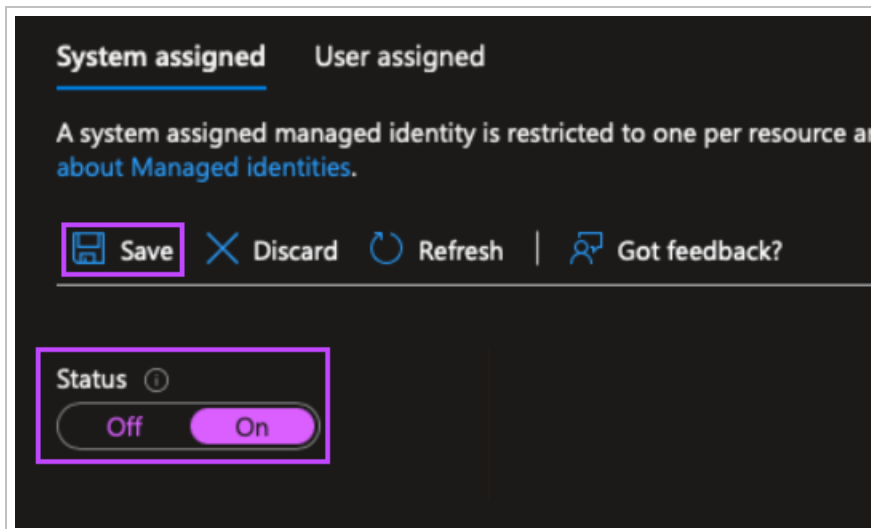 System assigned User assigned
A system assigned managed identity is restricted to one per resource
about Managed identities.
Save Discard Refresh | Got feedback?
Status
Off On